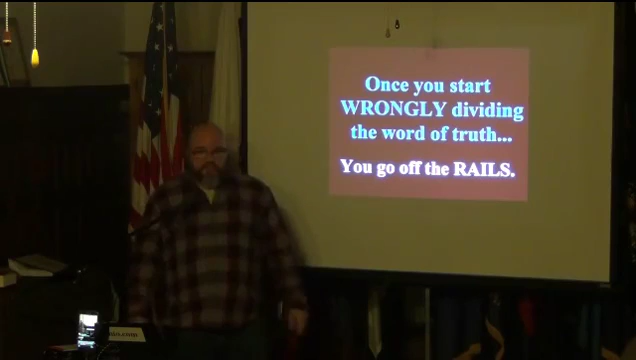 Once you start
WRONGLY dividing
the word of truth...
You go off the RAILS.